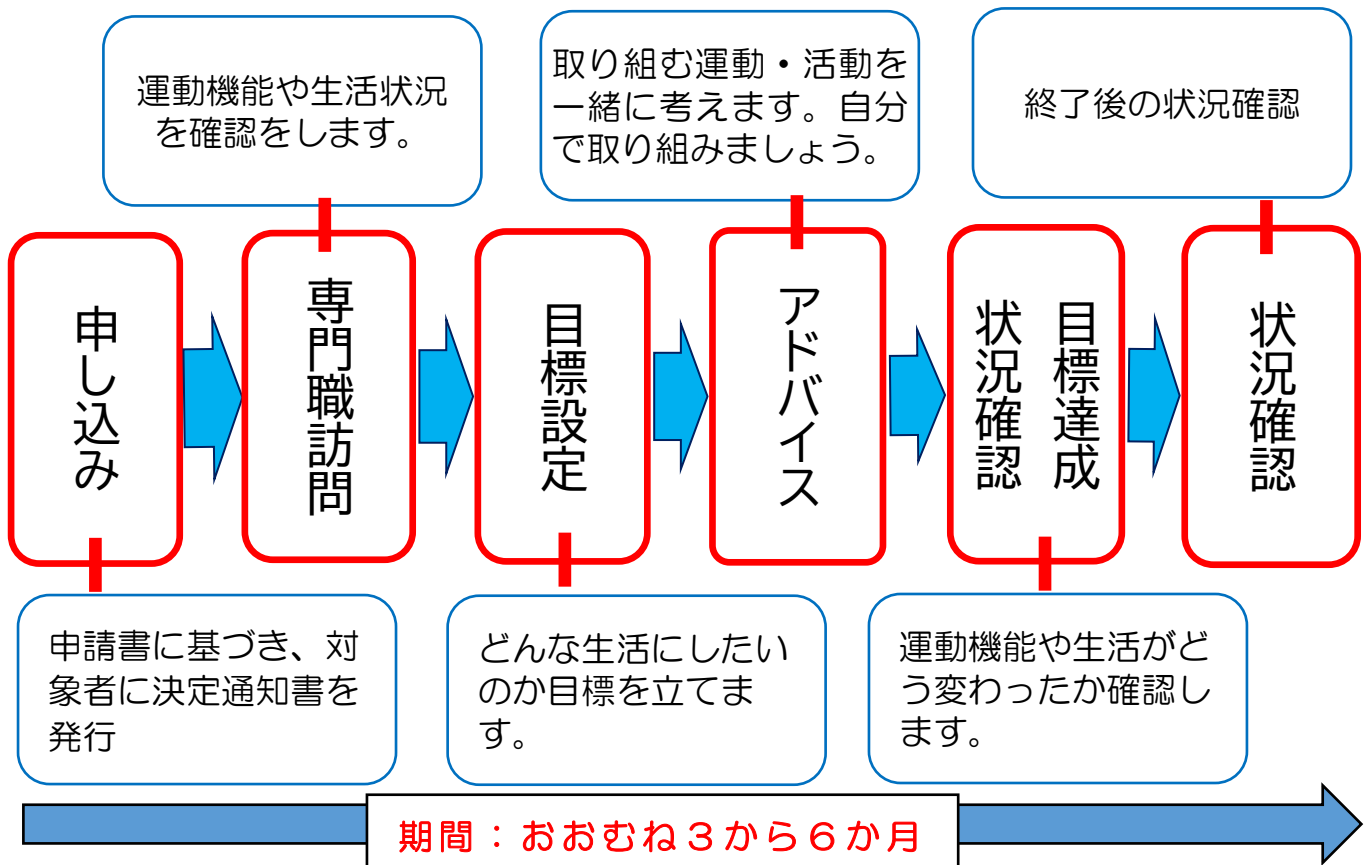 運動機能や生活状況
を確認をします。
取り組む運動・活動を
一緒に考えます。自分
で取り組みましょう。
終了後の状況確認
申し込み
専門職訪問
目標設定
アドバイス
目標達成
状況確認
状況確認
申請書に基づき、対
象者に決定通知書を
発行
どんな生活にしたい
のか目標を立てま
す。
運動機能や生活がど
う変わったか確認し
ます。
期間：おおむね３から６か月